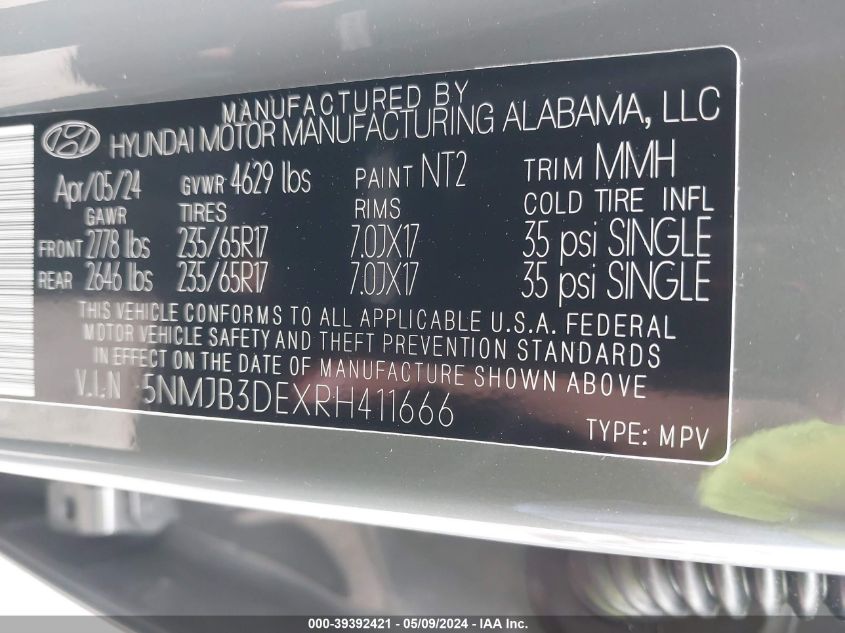 MANUFACTURED BY
HYUNDAI MOTOR MANUFACTURING ALABAMA, LLC
Apr/05/24 GVWR 4629 lbs PAINT NT2 TRIM MMH
GAWR TIRES RIMS COLD TIRE INFL
FRONT 2778 lbs 235/65R17 7.0JX17 35 psi SINGLE
REAR 2646 lbs 235/65R17 7.0JX17 35 psi SINGLE
THIS VEHICLE CONFORMS TO ALL APPLICABLE U.S.A. FEDERAL
MOTOR VEHICLE SAFETY AND THEFT PREVENTION STANDARDS
IN EFFECT ON THE DATE OF MANUFACTURE SHOWN ABOVE.
V.I.N 5NMJB3DEXRH411666
TYPE: MPV
000-39392421 - 05/09/2024 - IAA Inc.